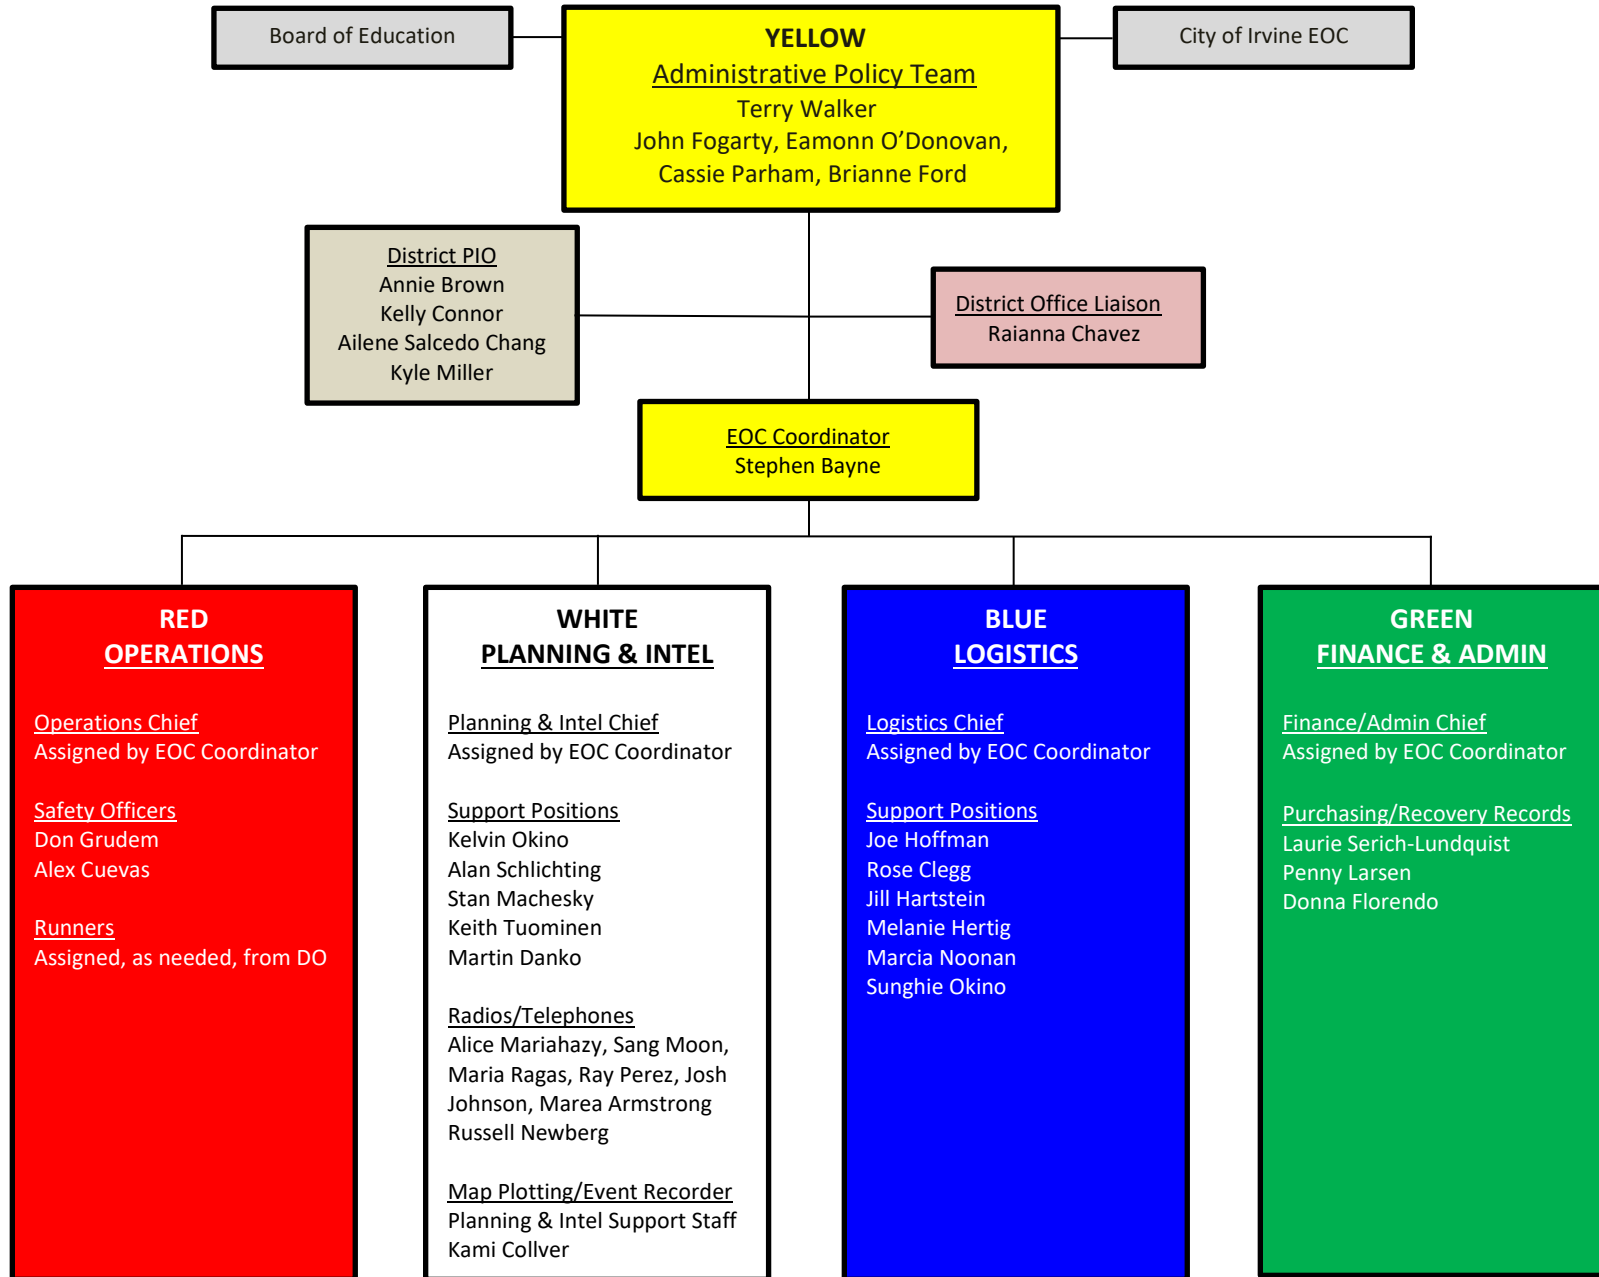 Board of Education
YELLOW
Administrative Policy Team
Terry Walker
John Fogarty, Eamonn O’Donovan,
Cassie Parham, Brianne Ford
City of Irvine EOC
District PIO
Annie Brown
Kelly Connor
Ailene Salcedo Chang
Kyle Miller
District Office Liaison
Raianna Chavez
EOC Coordinator
Stephen Bayne
RED
OPERATIONS
Operations Chief
Assigned by EOC Coordinator
Safety Officers
Don Grudem
Alex Cuevas
Runners
Assigned, as needed, from DO
WHITE
PLANNING & INTEL
Planning & Intel Chief
Assigned by EOC Coordinator
Support Positions
Kelvin Okino
Alan Schlichting
Stan Machesky
Keith Tuominen
Martin Danko
Radios/Telephones
Alice Mariahazy, Sang Moon,
Maria Ragas, Ray Perez, Josh
Johnson, Marea Armstrong
Russell Newberg
Map Plotting/Event Recorder
Planning & Intel Support Staff
Kami Collver
BLUE
LOGISTICS
Logistics Chief
Assigned by EOC Coordinator
Support Positions
Joe Hoffman
Rose Clegg
Jill Hartstein
Melanie Hertig
Marcia Noonan
Sunghie Okino
GREEN
FINANCE & ADMIN
Finance/Admin Chief
Assigned by EOC Coordinator
Purchasing/Recovery Records
Laurie Serich-Lundquist
Penny Larsen
Donna Florendo